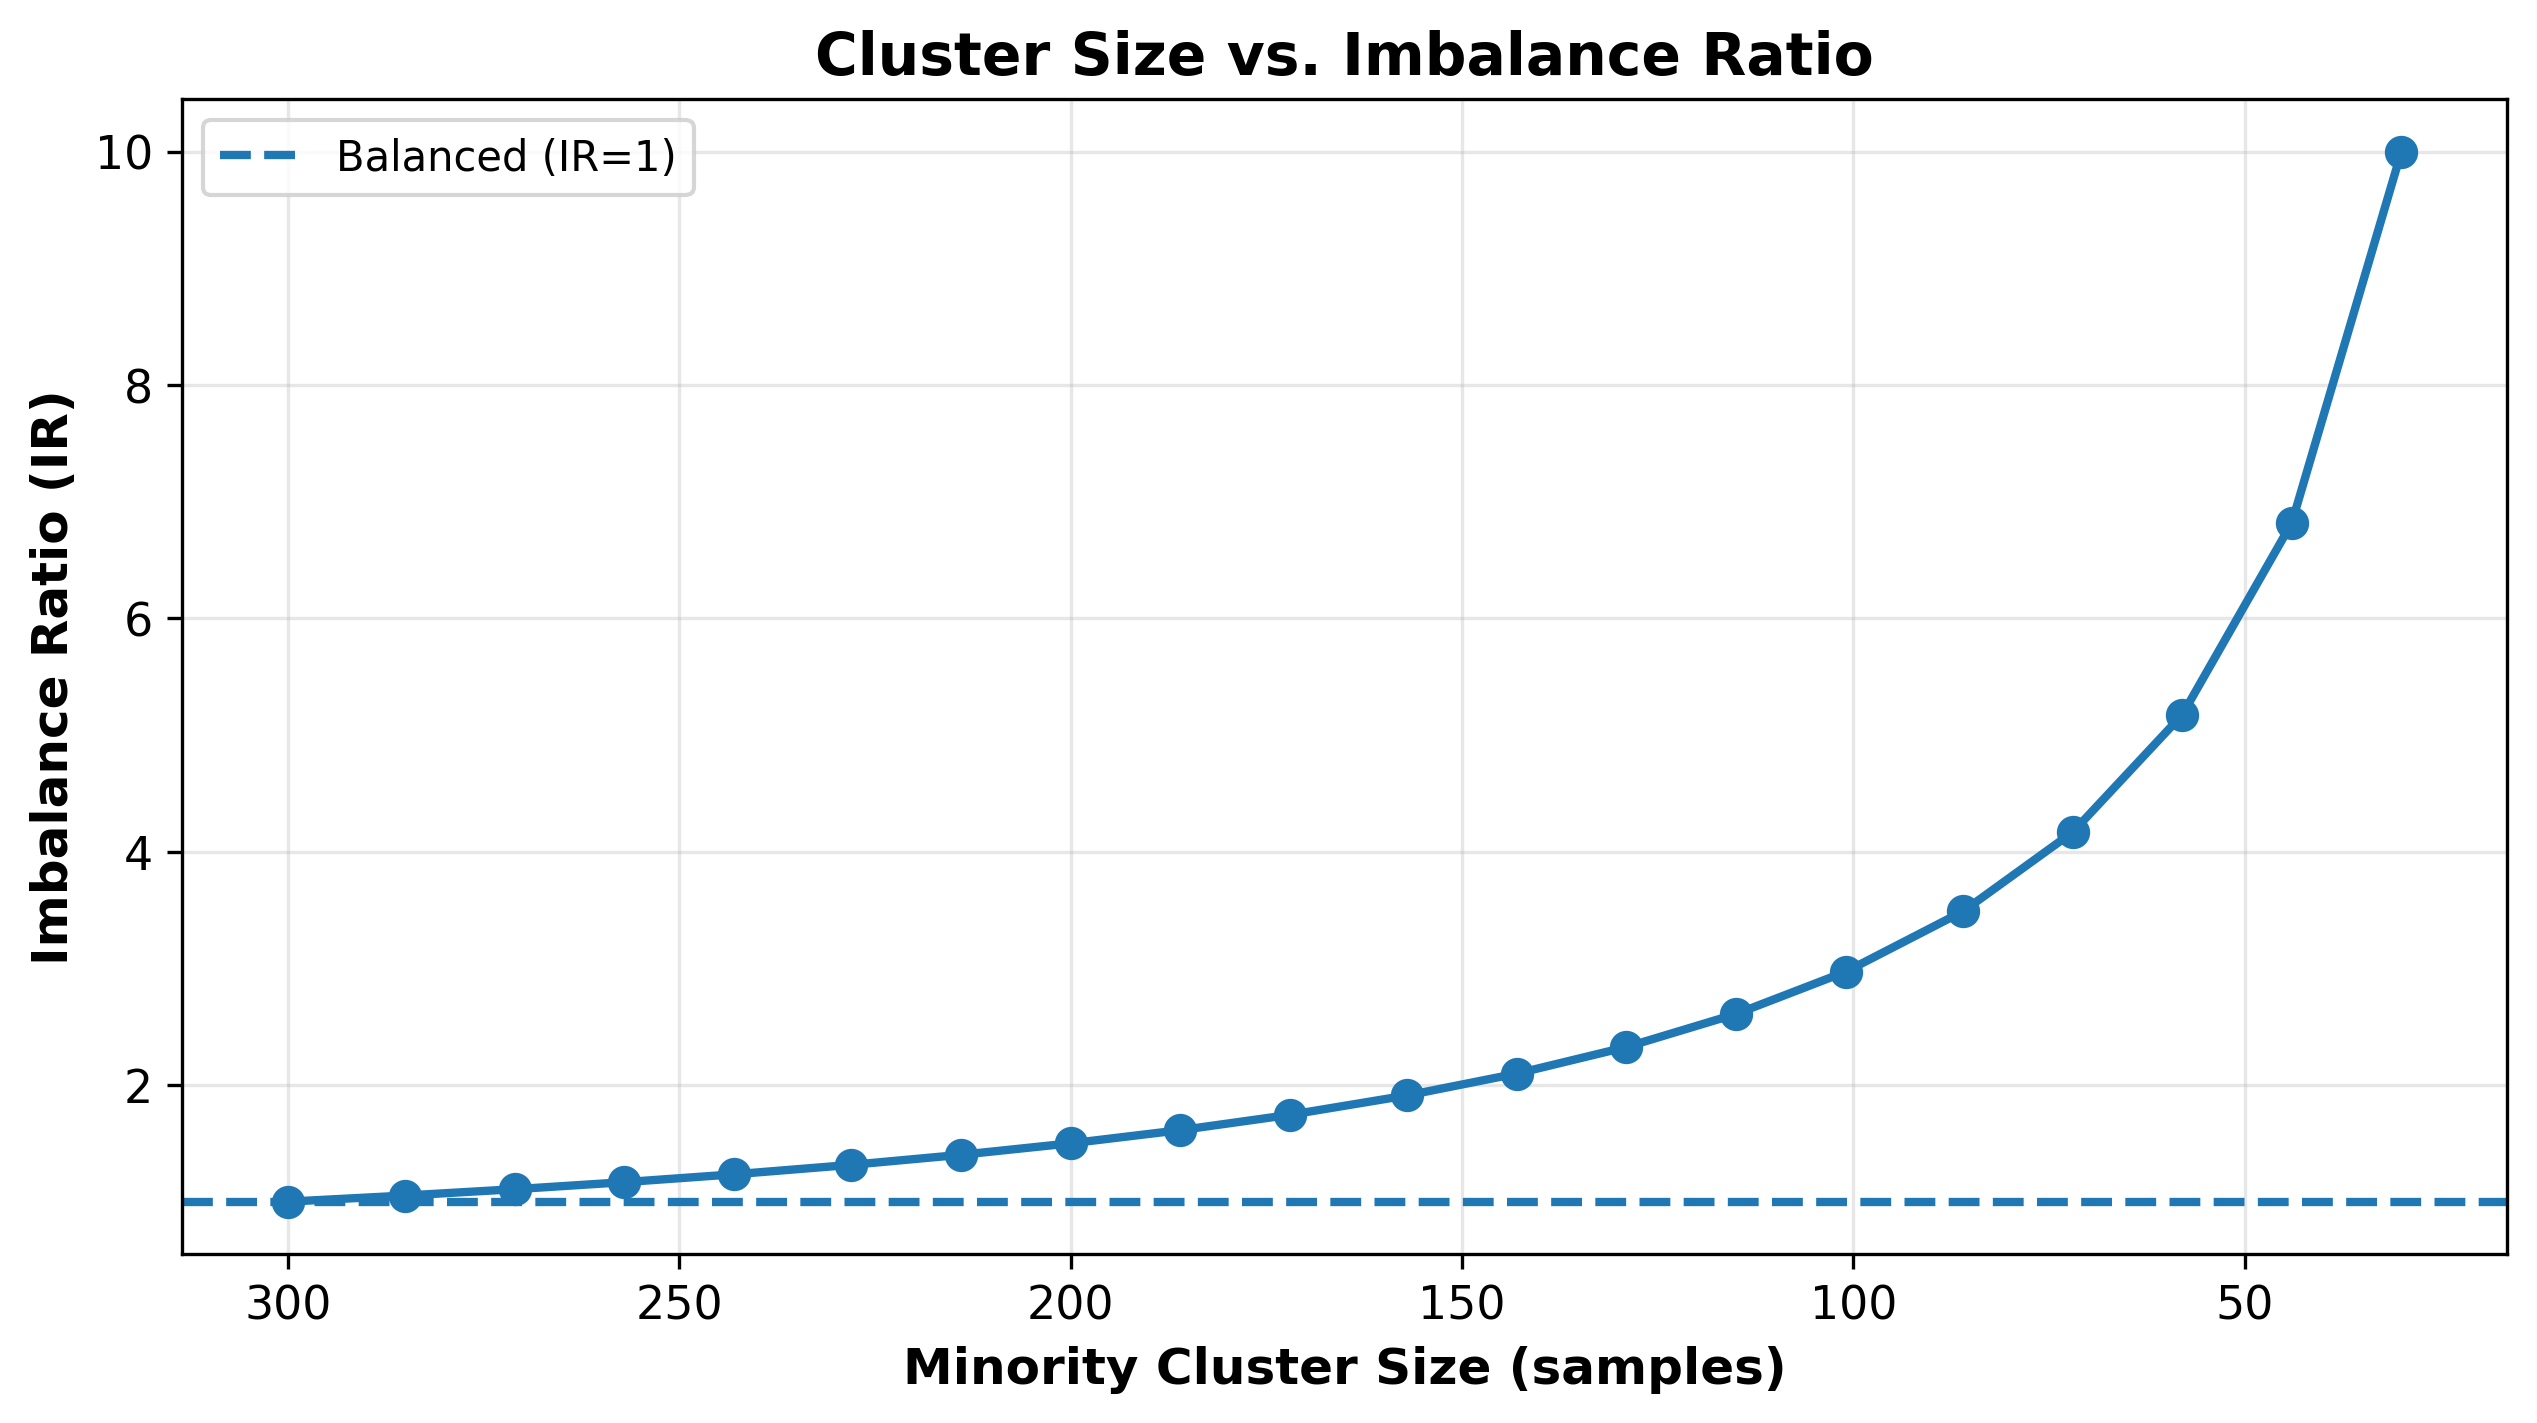 Cluster Size vs. Imbalance Ratio
Balanced (IR=1)
Imbalance Ratio (IR)
10
8
6
4
2
300 250 200 150 100 50
Minority Cluster Size (samples)